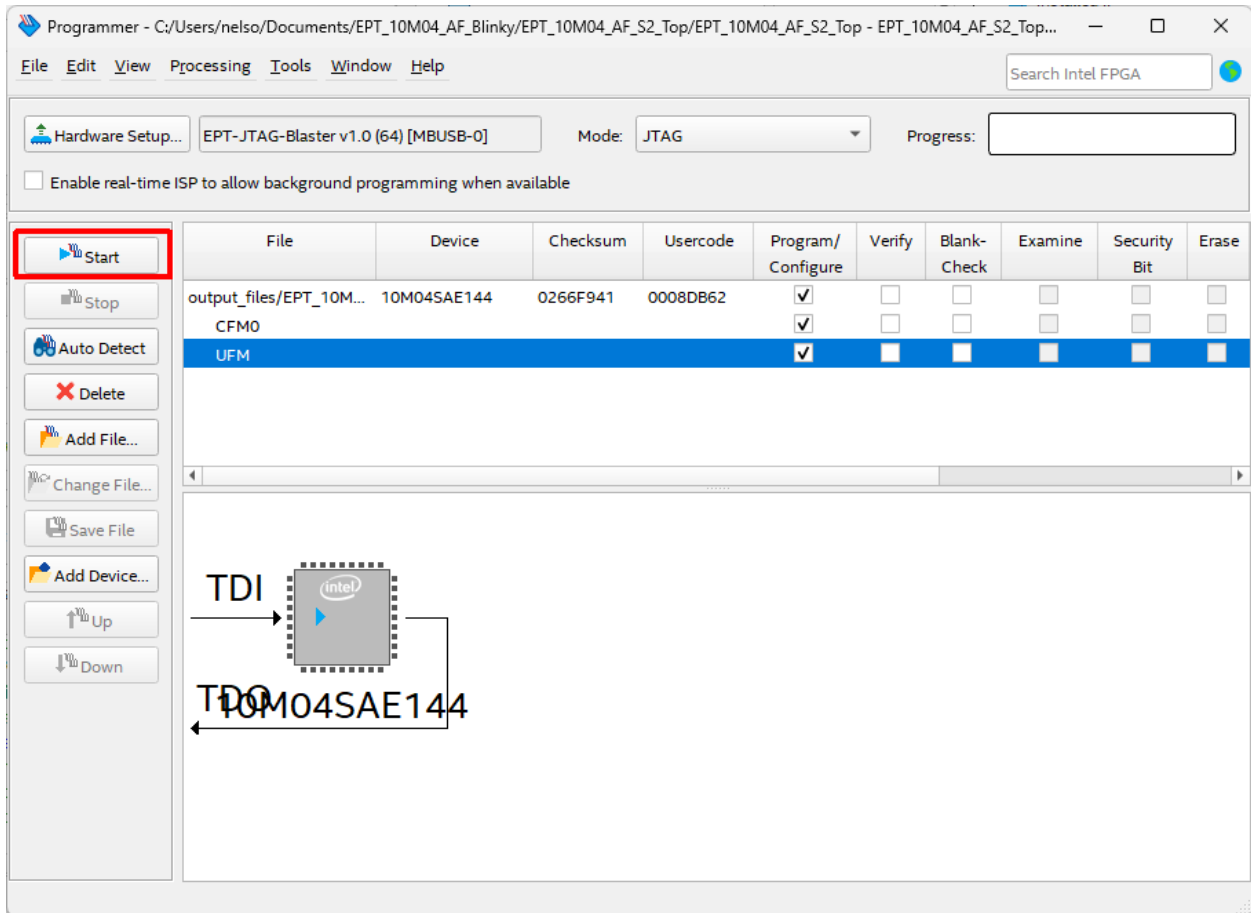 Programmer - C:/Users/nelso/Documents/EPT_10M04_AF_Blinky/EPT_10M04_AF_S2_Top/EPT_10M04_AF_S2_Top - EPT_10M04_AF_S2_Top...
File Edit View Processing Tools Window Help
Search Intel FPGA
Hardware Setup... EPT-JTAG-Blaster v1.0 (64) [MBUSB-0] Mode: JTAG Progress:
Enable real-time ISP to allow background programming when available
Start
Stop
Auto Detect
Delete
Add File...
Change File...
Save File
Add Device...
Up
Down
File Device Checksum Usercode Program/ Configure Verify Blank- Check Examine Security Bit Erase
output_files/EPT_10M... 10M04SAE144 0266F941 0008DB62
CFM0
UFM
TDI
intel
TDO
10M04SAE144